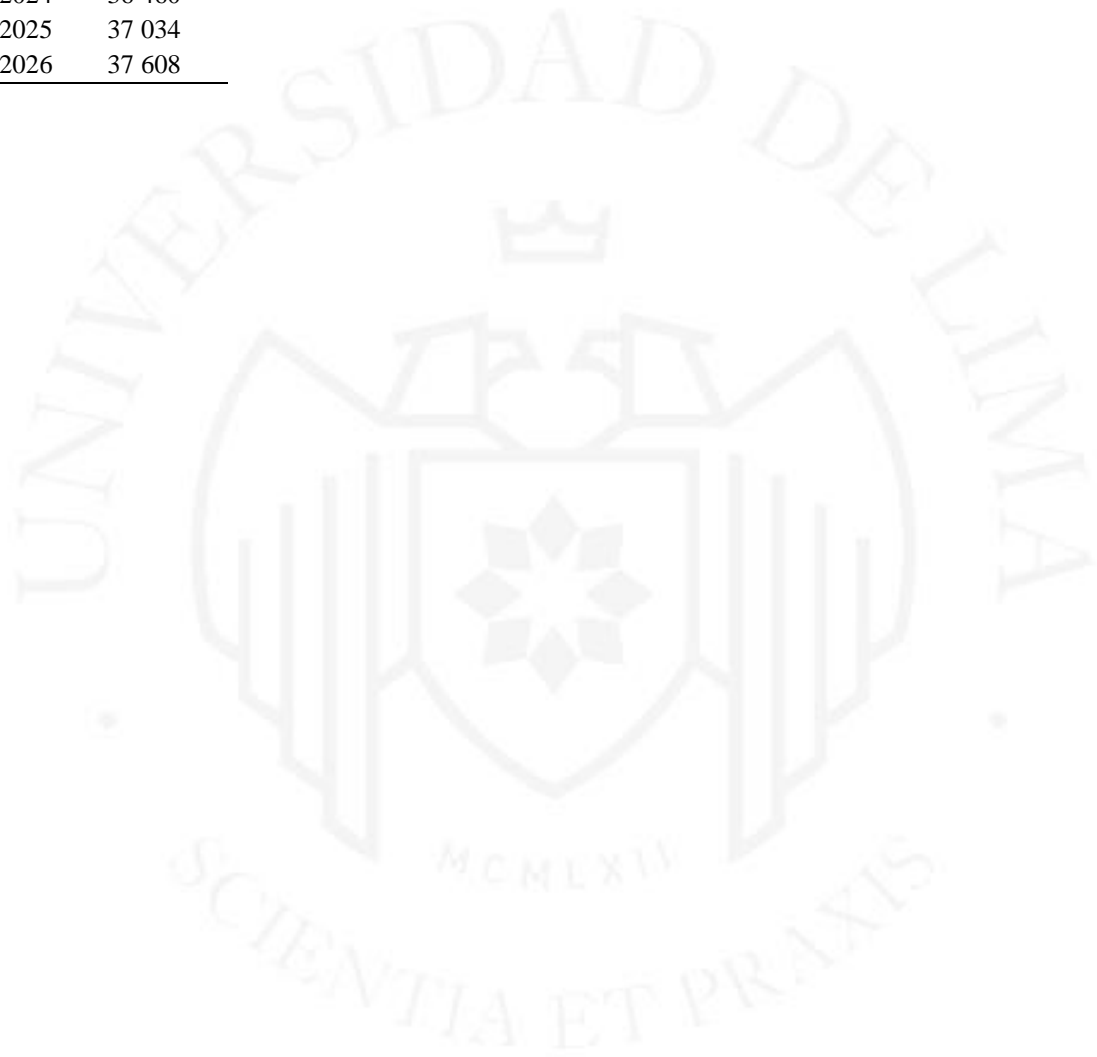 2025 37 034
2026 37 608
UNIVERSIDAD DE LIMA
MCMLXII
SCIENTIA ET PRAXIS